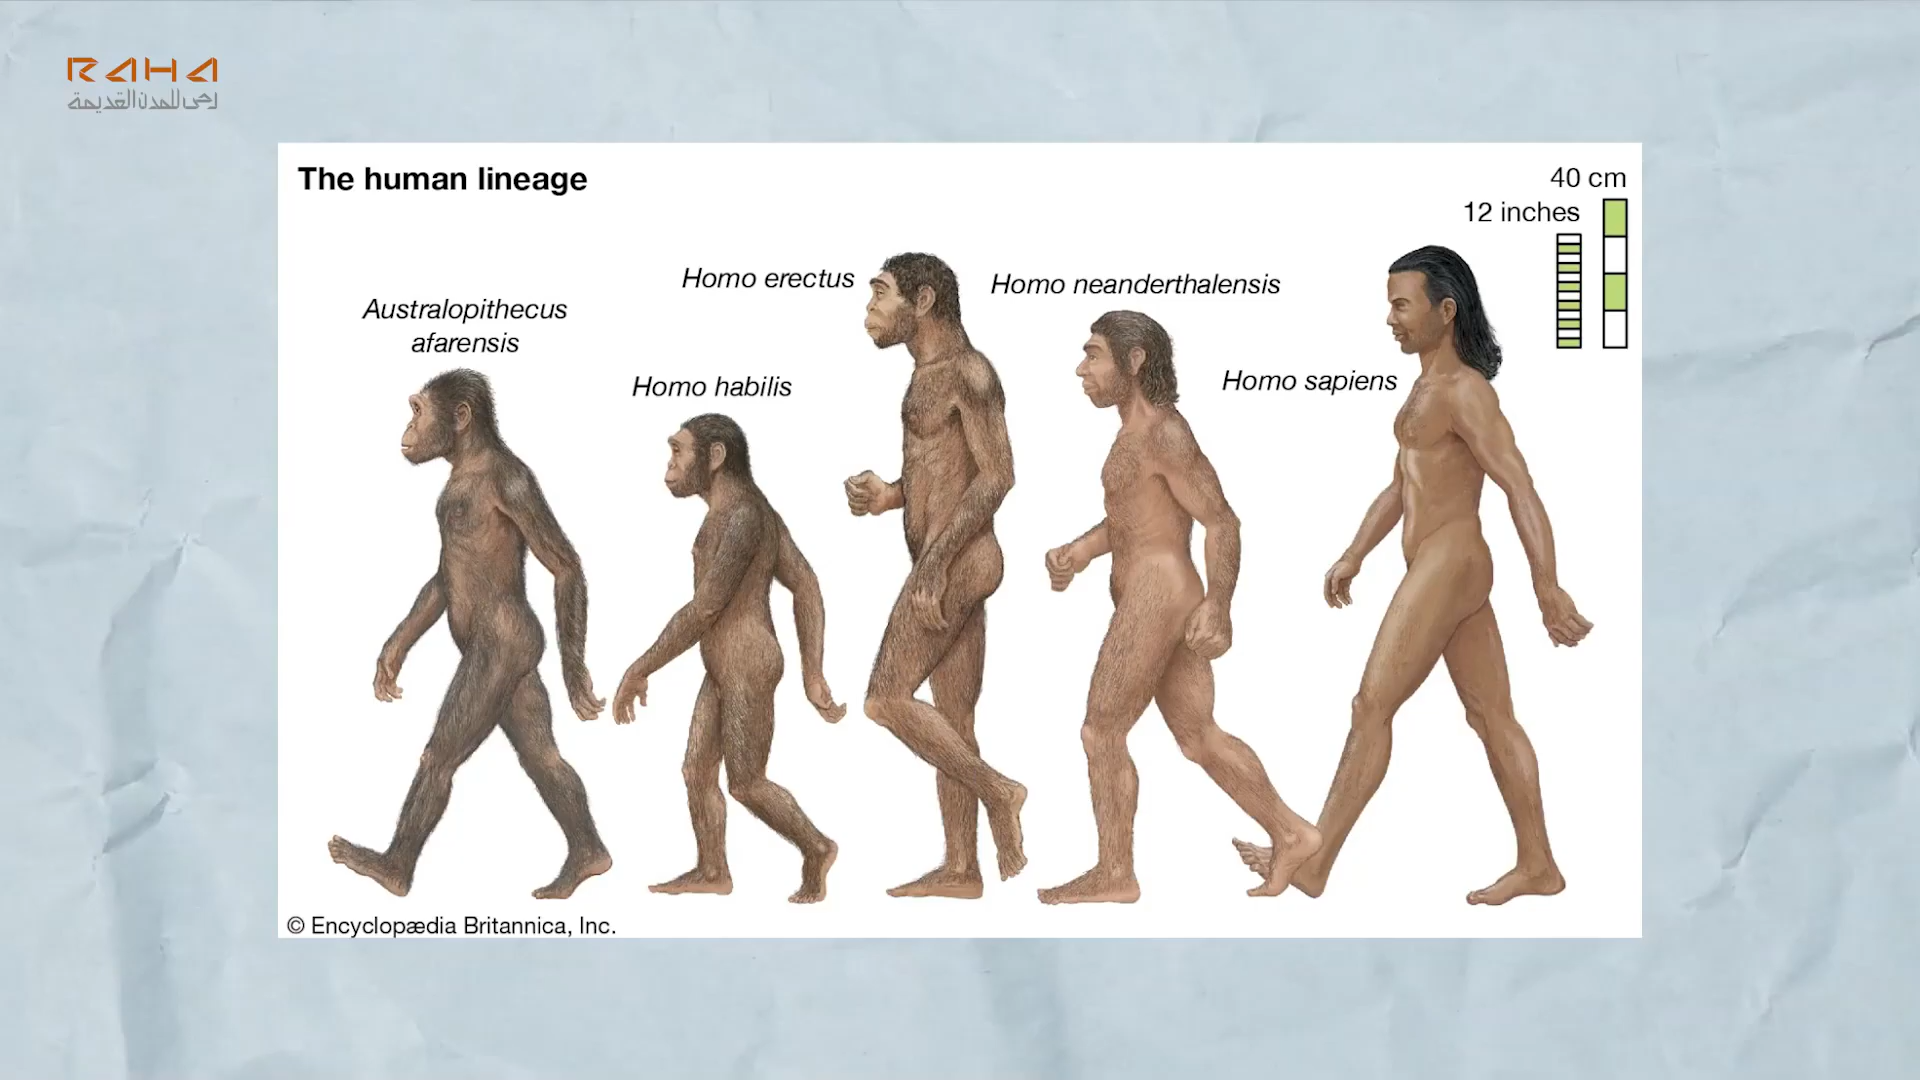 RAHA
رحى للمدن القديمة
The human lineage
40 cm
12 inches
Homo erectus
Homo neanderthalensis
Australopithecus
afarensis
Homo habilis
Homo sapiens
© Encyclopædia Britannica, Inc.